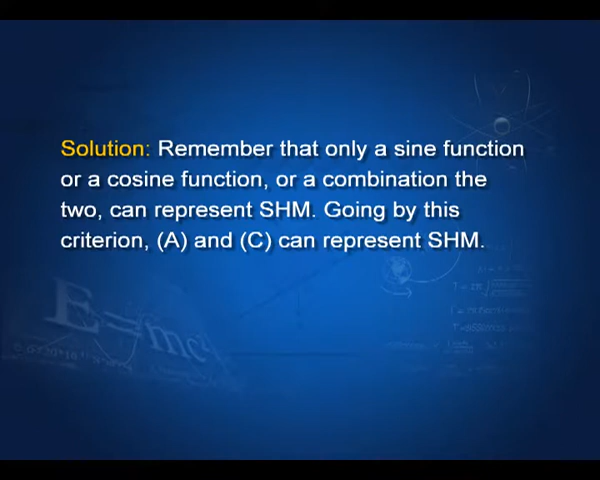 Solution: Remember that only a sine function
or a cosine function, or a combination the
two, can represent SHM. Going by this
criterion, (A) and (C) can represent SHM.
E=mc²